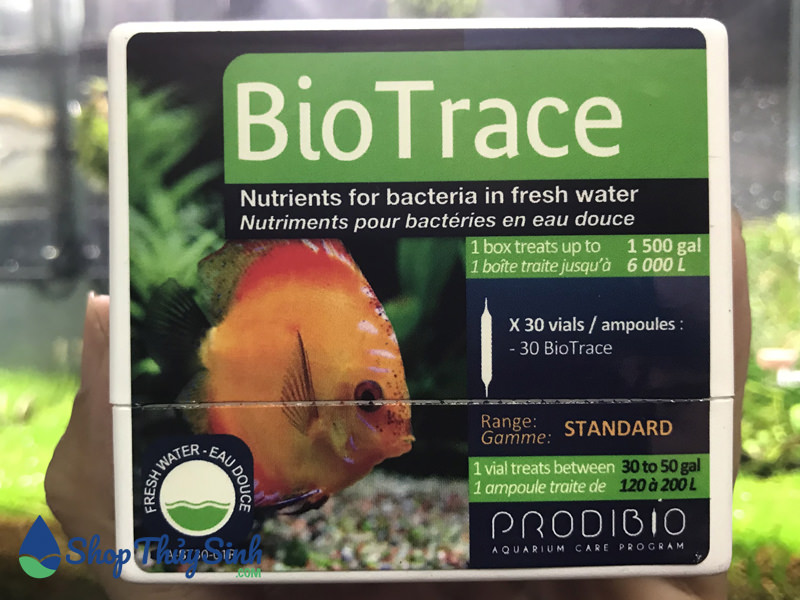 BioTrace
Nutrients for bacteria in fresh water
Nutriments pour bactéries en eau douce
1 box treats up to 1 500 gal
1 boîte traite jusqu'à 6 000 L
X 30 vials / ampoules :
- 30 BioTrace
Range:
Gamme: STANDARD
1 vial treats between 30 to 50 gal
1 ampoule traite de 120 à 200 L
FRESH WATER - EAU DOUCE
PRODIBIO
AQUARIUM CARE PROGRAM
ShopThủySinh
.COM